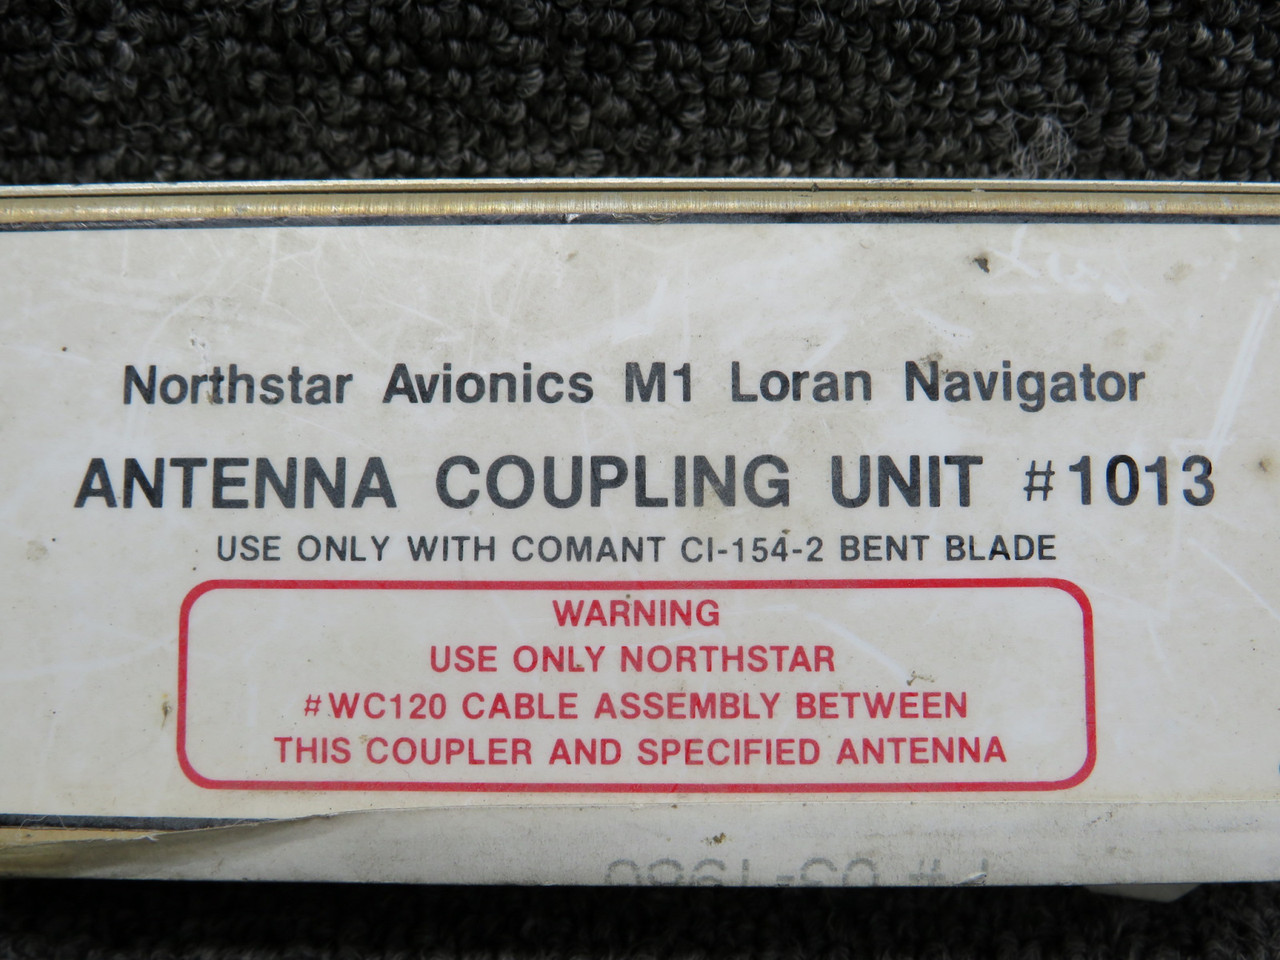 Northstar Avionics M1 Loran Navigator
ANTENNA COUPLING UNIT #1013
USE ONLY WITH COMANT CI-154-2 BENT BLADE
WARNING
USE ONLY NORTHSTAR
#WC120 CABLE ASSEMBLY BETWEEN
THIS COUPLER AND SPECIFIED ANTENNA